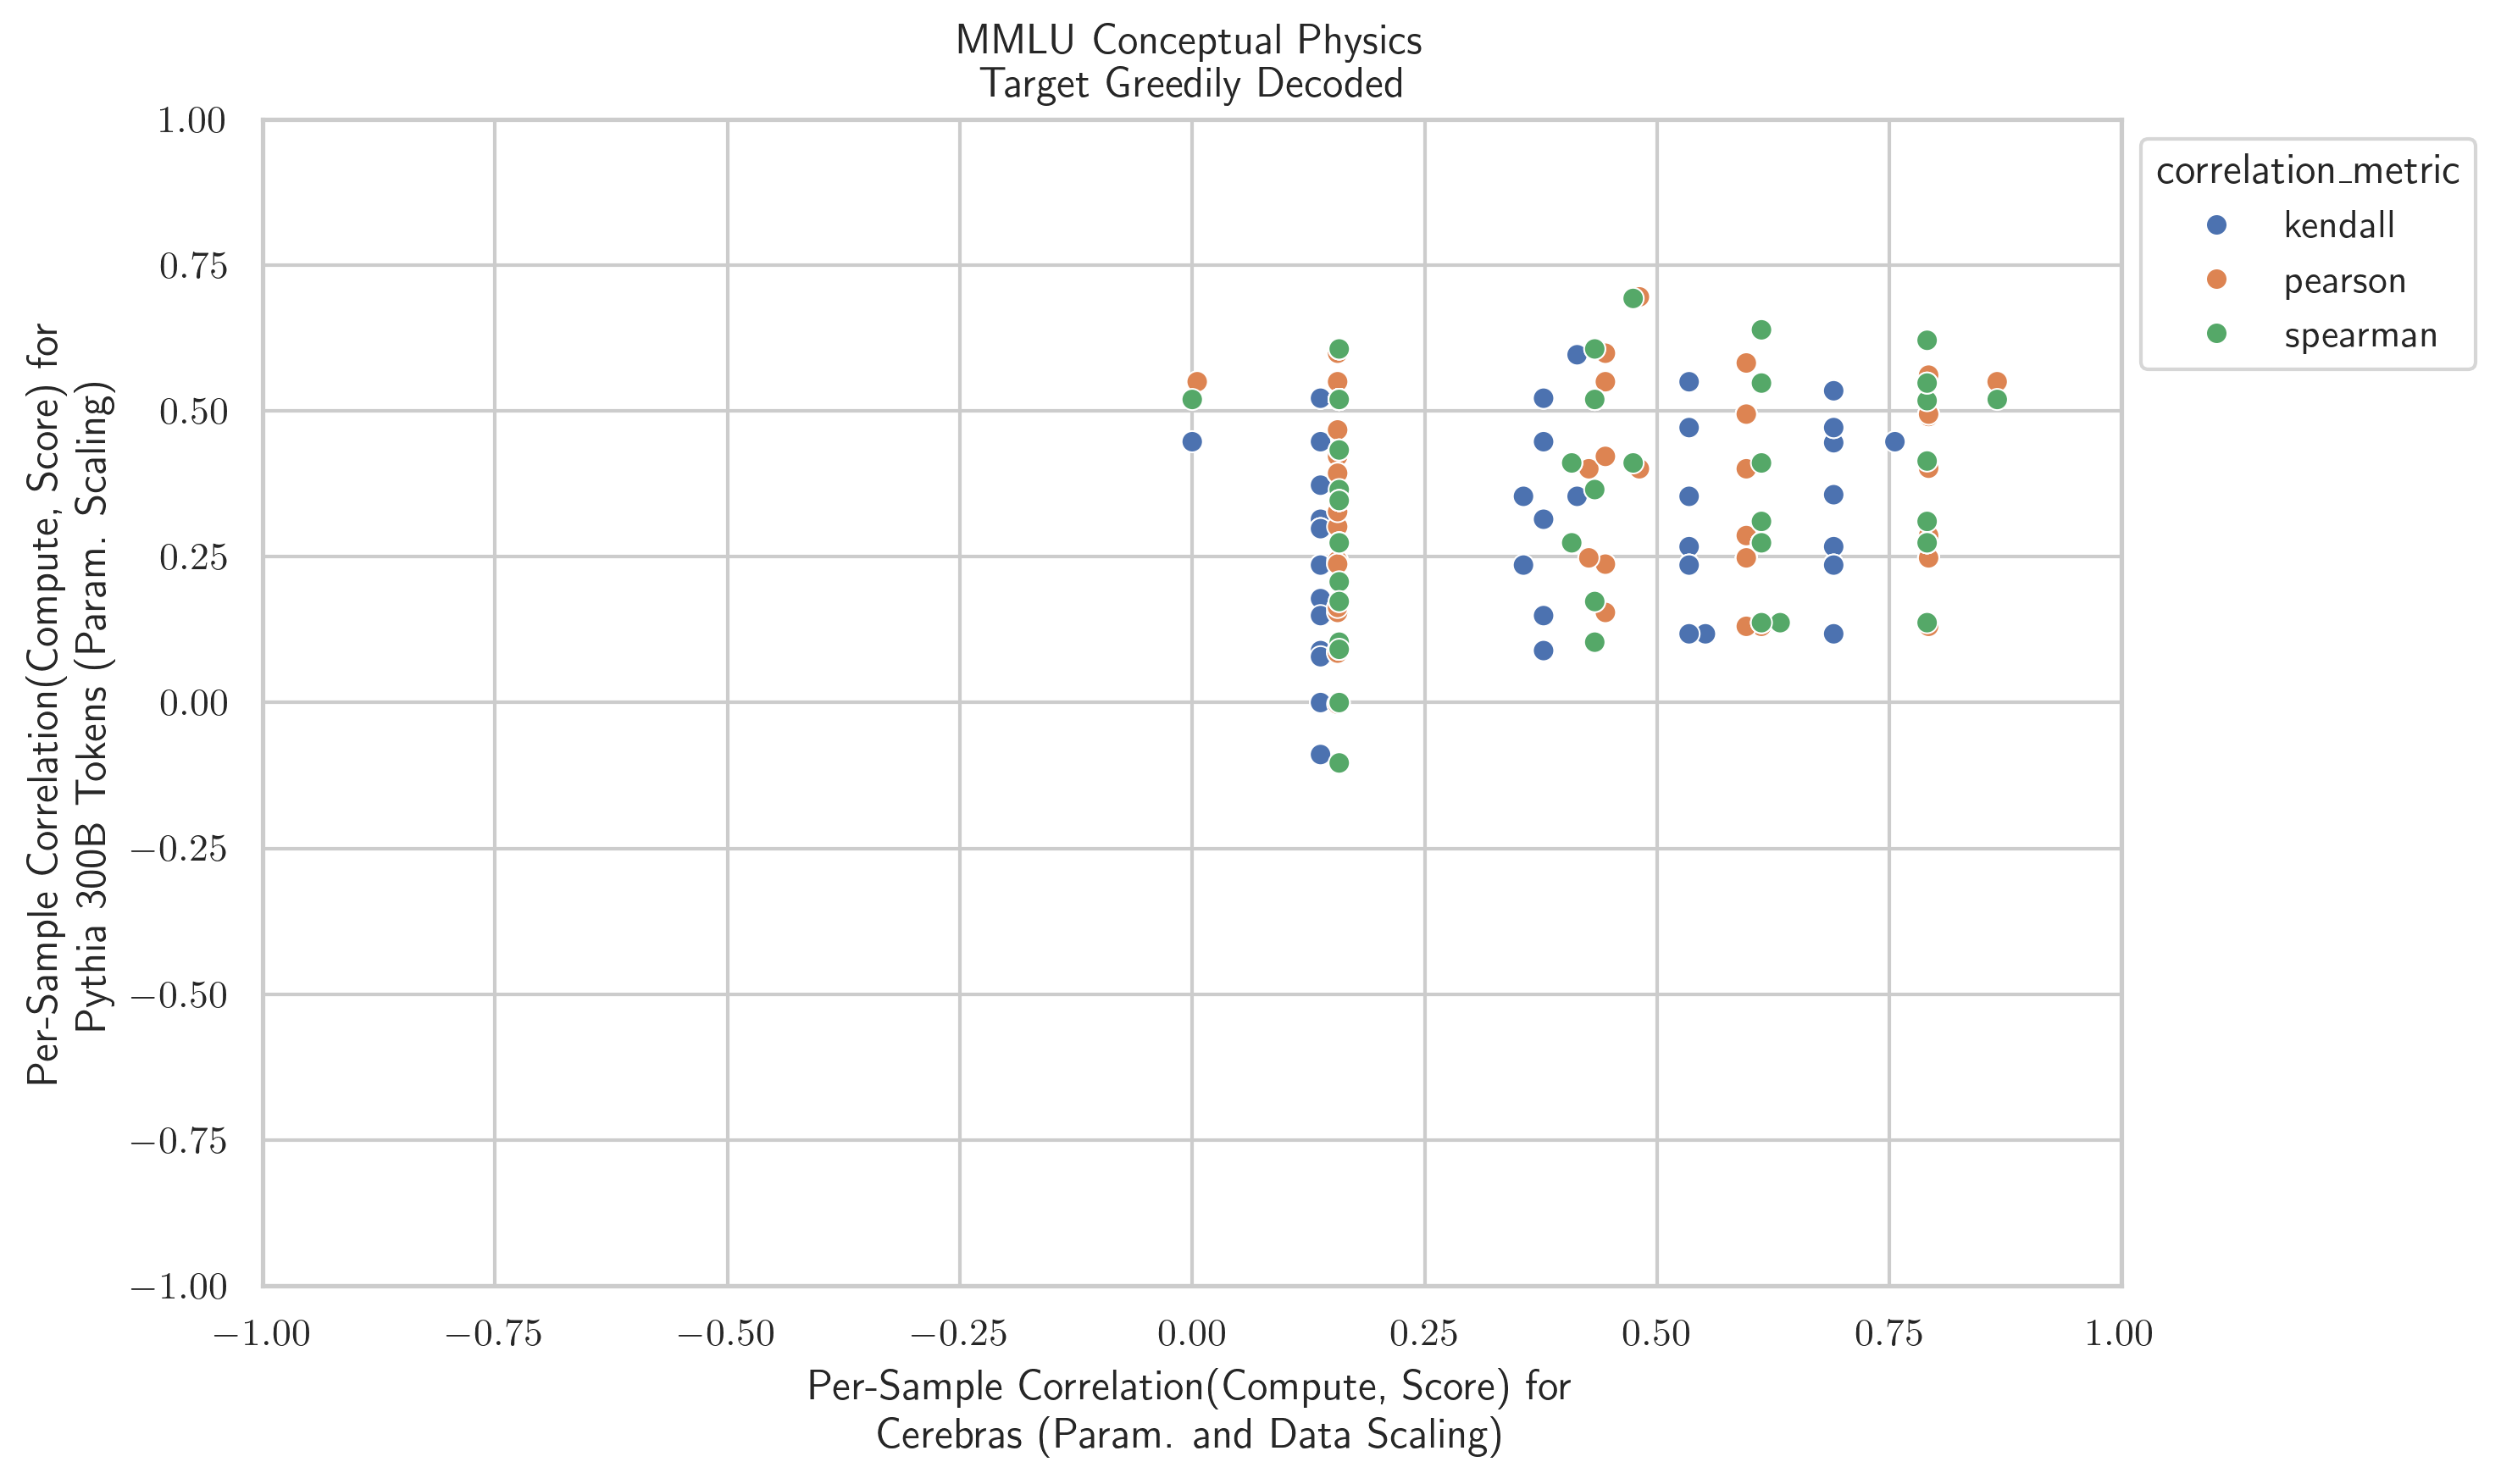 MMLU Conceptual Physics
Target Greedily Decoded
1.00
0.75
0.50
0.25
0.00
−0.25
−0.50
−0.75
−1.00
Per-Sample Correlation(Compute, Score) for
Pythia 300B Tokens (Param. Scaling)
correlation_metric
kendall
pearson
spearman
−1.00
−0.75
−0.50
−0.25
0.00
0.25
0.50
0.75
1.00
Per-Sample Correlation(Compute, Score) for
Cerebras (Param. and Data Scaling)